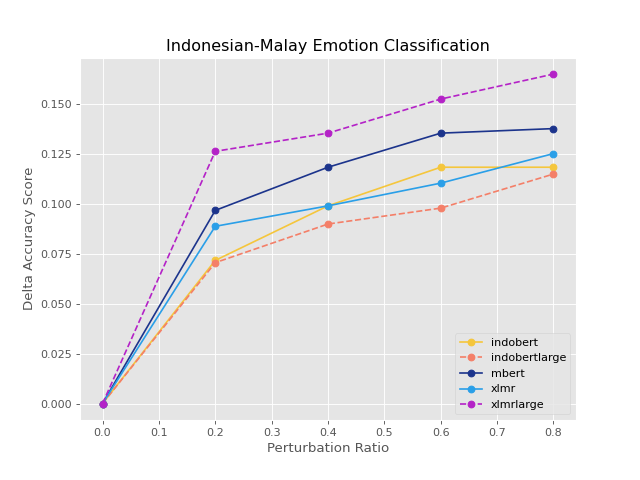 Indonesian-Malay Emotion Classification
Delta Accuracy Score
0.150
0.125
0.100
0.075
0.050
0.025
0.000
0.0 0.1 0.2 0.3 0.4 0.5 0.6 0.7 0.8
Perturbation Ratio
indobert
indobertlarge
mbert
xlmr
xlmrlarge